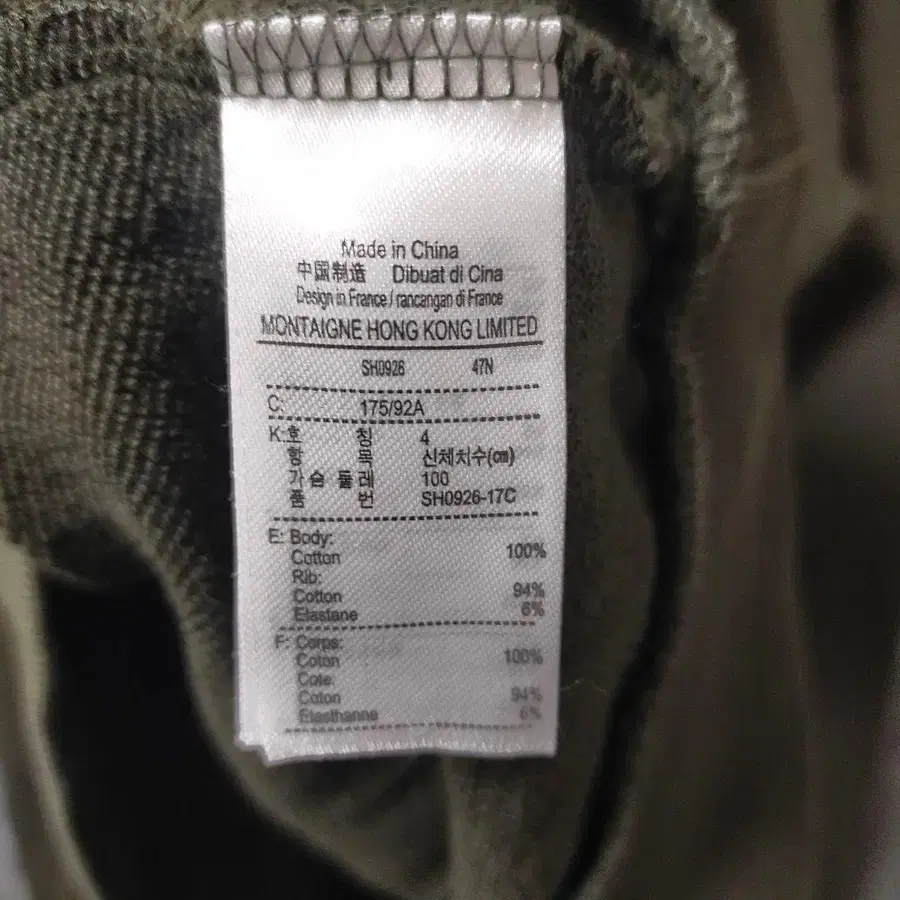 Made in China
中国制造 Dibuat di Cina
Design in France / rancangan di France
MONTAIGNE HONG KONG LIMITED
SH0926 47N
C: 175/92A
K:호 칭 4
항 목 신체치수(㎝)
가슴 둘레 100
품 번 SH0926-17C
E: Body:
Cotton 100%
Rib:
Cotton 94%
Elastane 6%
F: Corps:
Coton 100%
Cote:
Coton 94%
Elasthanne 6%